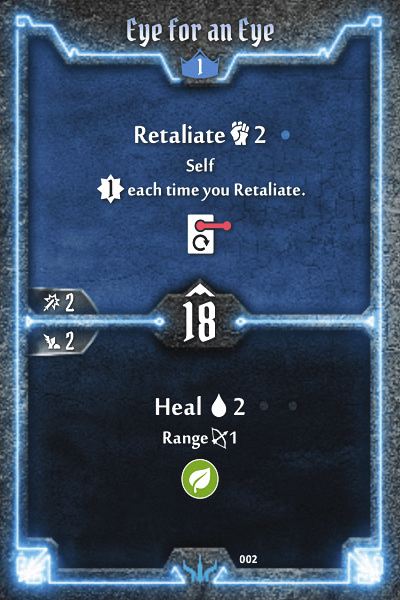 Eye for an Eye
1
Retaliate 2
Self
1 each time you Retaliate.
2
18
2
Heal 2
Range 1
002